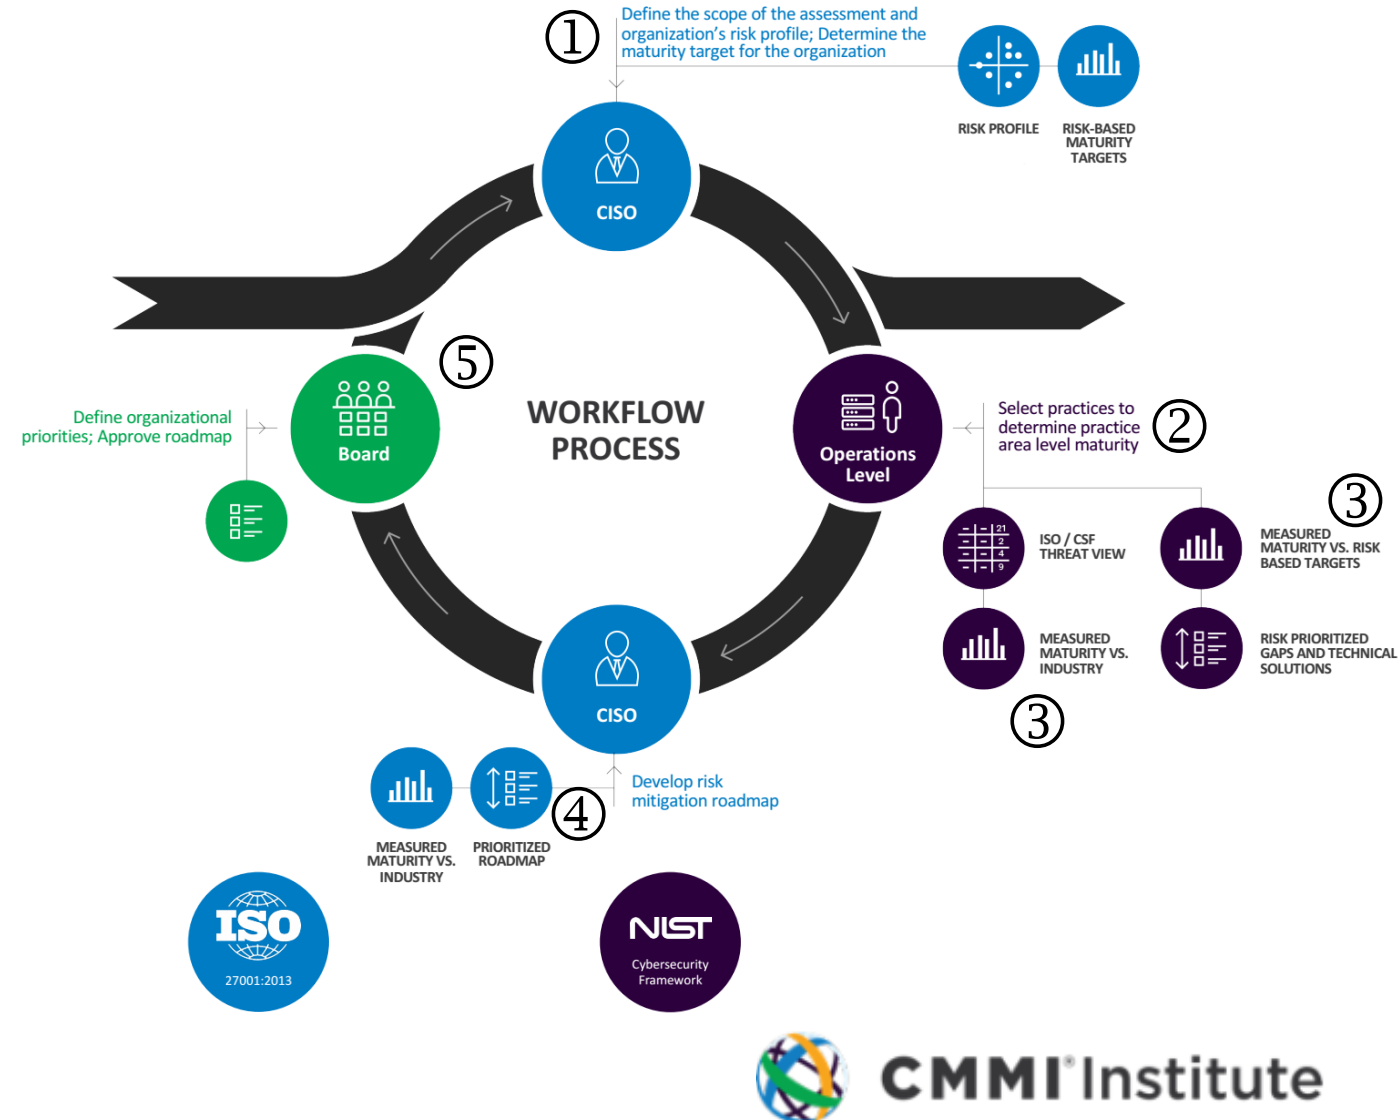 ①
Define the scope of the assessment and
organization's risk profile; Determine the
maturity target for the organization
RISK PROFILE
RISK-BASED
MATURITY
TARGETS
CISO
WORKFLOW
PROCESS
Operations
Level
Select practices to
determine practice
area level maturity
②
③
ISO / CSF
THREAT VIEW
21
2
4
9
MEASURED
MATURITY VS. RISK
BASED TARGETS
MEASURED
MATURITY VS.
INDUSTRY
RISK PRIORITIZED
GAPS AND TECHNICAL
SOLUTIONS
③
CISO
Develop risk
mitigation roadmap
④
MEASURED
MATURITY VS.
INDUSTRY
PRIORITIZED
ROADMAP
⑤
Board
Define organizational
priorities; Approve roadmap
ISO
27001:2013
NIST
Cybersecurity
Framework
CMMI® Institute